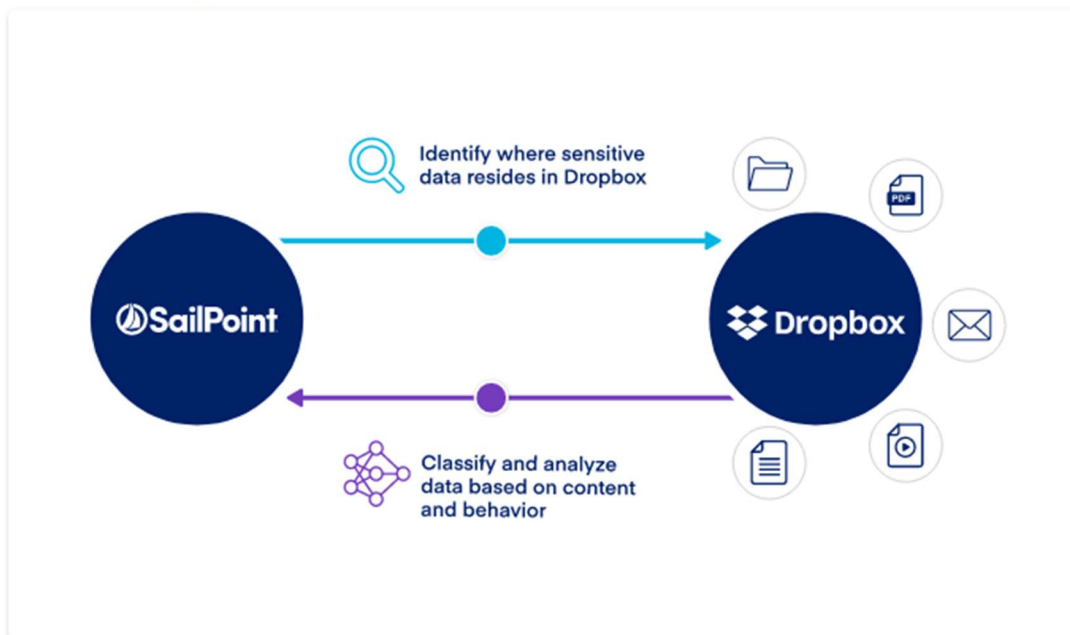 Identify where sensitive
data resides in Dropbox
PDF
SailPoint
Dropbox
Classify and analyze
data based on content
and behavior